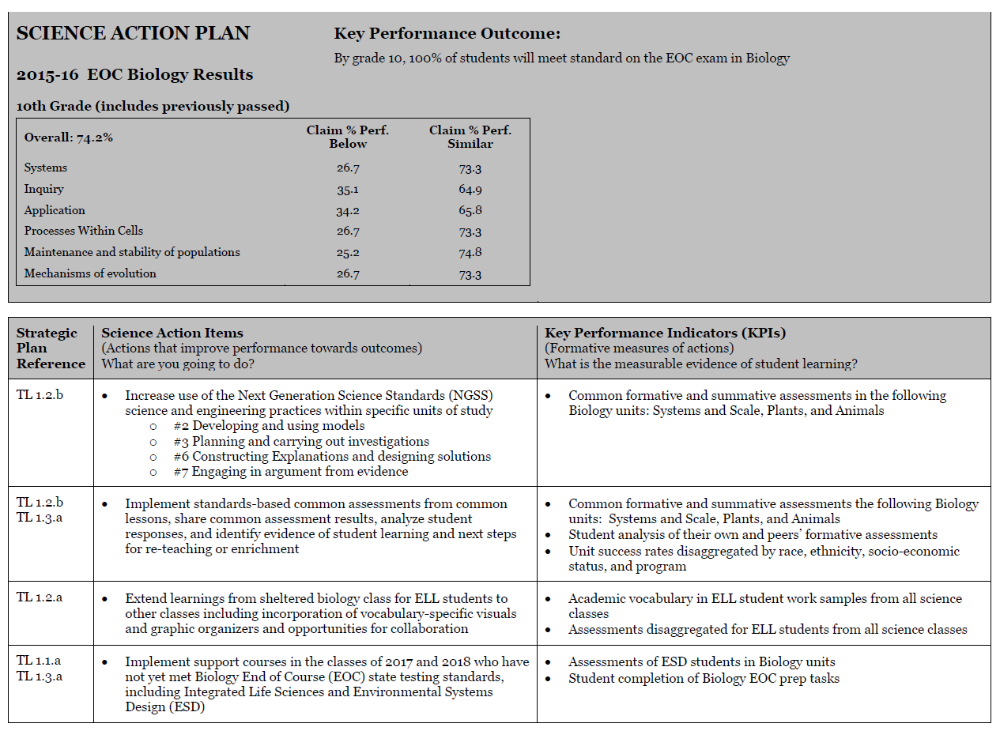 SCIENCE ACTION PLAN
Key Performance Outcome:
By grade 10, 100% of students will meet standard on the EOC exam in Biology
2015-16 EOC Biology Results
10th Grade (includes previously passed)
Overall: 74.2%
Claim % Perf.
Below
Claim % Perf.
Similar
Systems 26.7 73.3
Inquiry 35.1 64.9
Application 34.2 65.8
Processes Within Cells 26.7 73.3
Maintenance and stability of populations 25.2 74.8
Mechanisms of evolution 26.7 73.3
Strategic
Plan
Reference
Science Action Items
(Actions that improve performance towards outcomes)
What are you going to do?
Key Performance Indicators (KPIs)
(Formative measures of actions)
What is the measurable evidence of student learning?
TL 1.2.b
• Increase use of the Next Generation Science Standards (NGSS)
science and engineering practices within specific units of study
o #2 Developing and using models
o #3 Planning and carrying out investigations
o #6 Constructing Explanations and designing solutions
o #7 Engaging in argument from evidence
• Common formative and summative assessments in the following
Biology units: Systems and Scale, Plants, and Animals
TL 1.2.b
TL 1.3.a
• Implement standards-based common assessments from common
lessons, share common assessment results, analyze student
responses, and identify evidence of student learning and next steps
for re-teaching or enrichment
• Common formative and summative assessments the following Biology
units: Systems and Scale, Plants, and Animals
• Student analysis of their own and peers' formative assessments
• Unit success rates disaggregated by race, ethnicity, socio-economic
status, and program
TL 1.2.a
• Extend learnings from sheltered biology class for ELL students to
other classes including incorporation of vocabulary-specific visuals
and graphic organizers and opportunities for collaboration
• Academic vocabulary in ELL student work samples from all science
classes
• Assessments disaggregated for ELL students from all science classes
TL 1.1.a
TL 1.3.a
• Implement support courses in the classes of 2017 and 2018 who have
not yet met Biology End of Course (EOC) state testing standards,
including Integrated Life Sciences and Environmental Systems
Design (ESD)
• Assessments of ESD students in Biology units
• Student completion of Biology EOC prep tasks